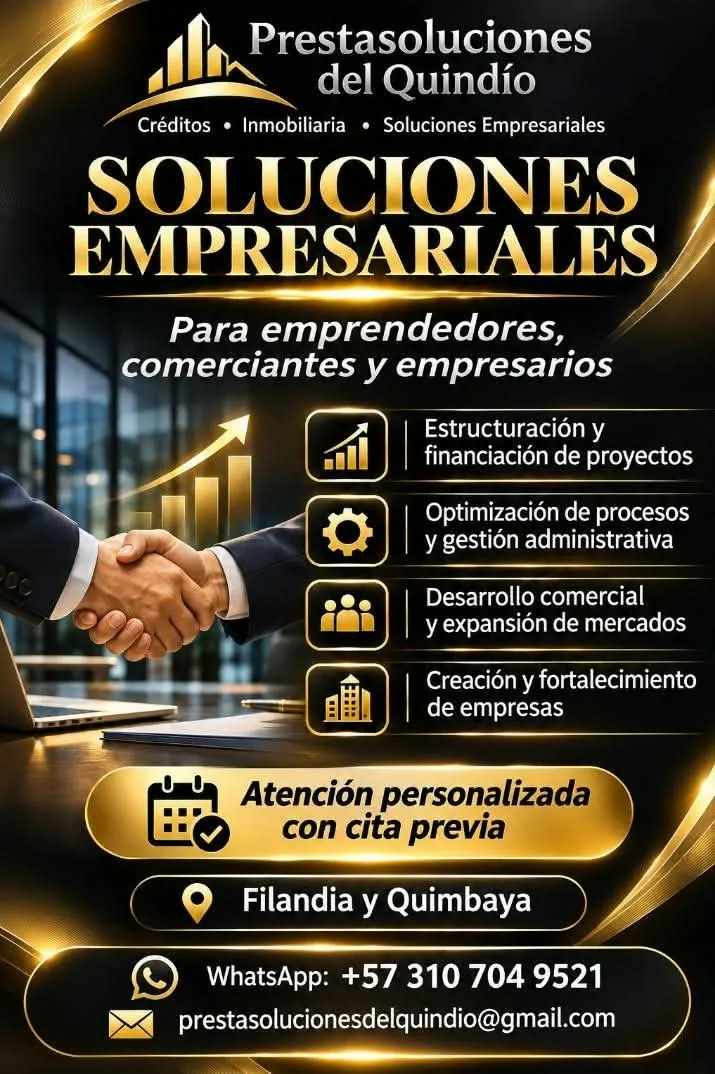 Prestasoluciones
del Quindío
Créditos • Inmobiliaria • Soluciones Empresariales
SOLUCIONES
EMPRESARIALES
Para emprendedores,
comerciantes y empresarios
Estructuración y
financiación de proyectos
Optimización de procesos
y gestión administrativa
Desarrollo comercial
y expansión de mercados
Creación y fortalecimiento
de empresas
Atención personalizada
con cita previa
Filandia y Quimbaya
WhatsApp: +57 310 704 9521
prestasolucionesdelquindio@gmail.com